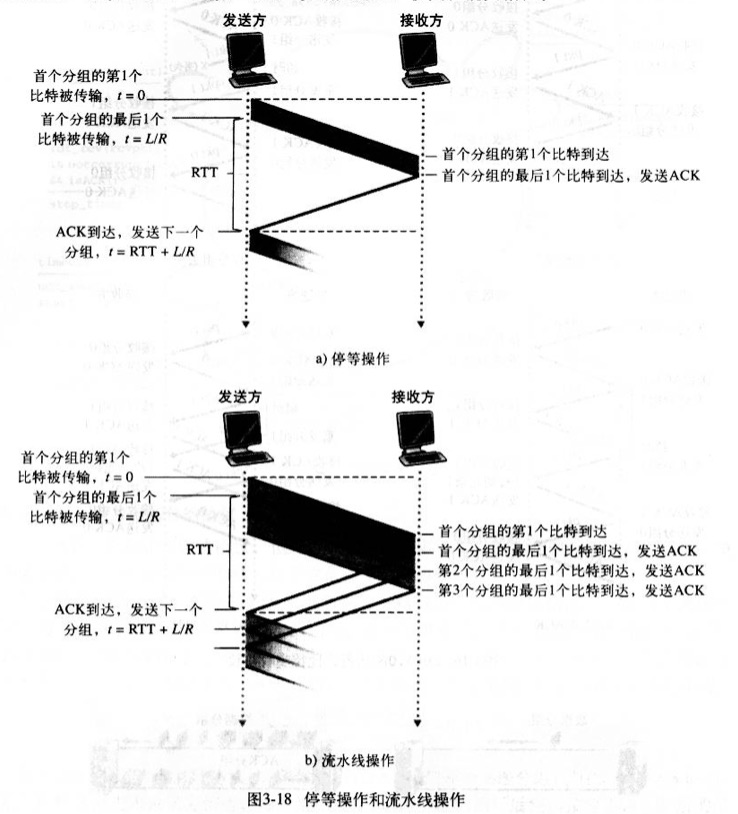 发送方 接收方
首个分组的第1个
比特被传输，t = 0
首个分组的最后1个
比特被传输，t = L/R
首个分组的第1个比特到达
RTT
首个分组的最后1个比特到达，发送ACK
ACK到达，发送下一个
分组，t = RTT + L/R
a) 停等操作
发送方 接收方
首个分组的第1个
比特被传输，t = 0
首个分组的最后1个
比特被传输，t = L/R
首个分组的第1个比特到达
RTT
首个分组的最后1个比特到达，发送ACK
第2个分组的最后1个比特到达，发送ACK
第3个分组的最后1个比特到达，发送ACK
ACK到达，发送下一个
分组，t = RTT + L/R
b) 流水线操作
图3-18 停等操作和流水线操作